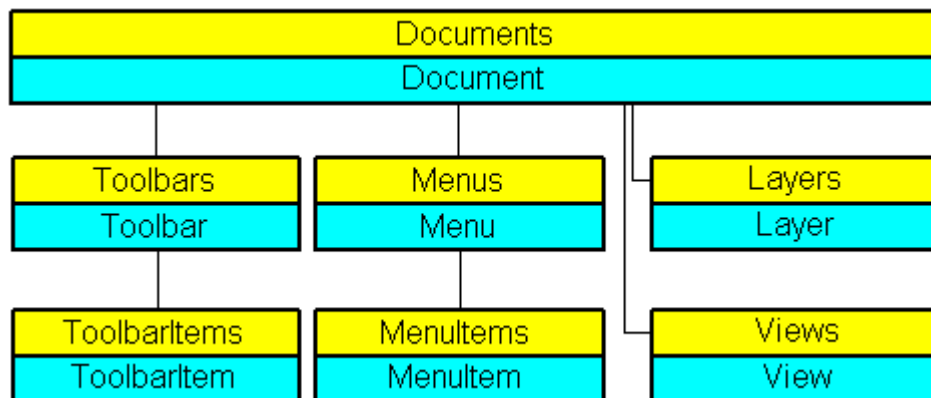 Documents
Document
Toolbars
Toolbar
Menus
Menu
Layers
Layer
ToolbarItems
ToolbarItem
MenuItems
MenuItem
Views
View